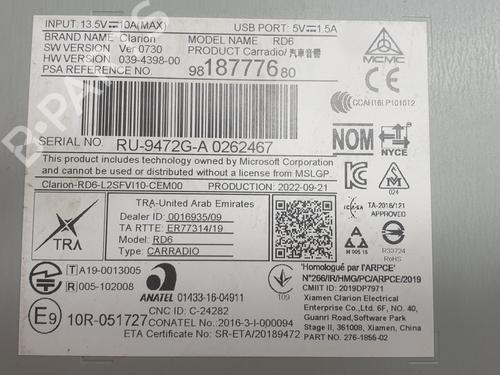 INPUT: 13.5V⎓10A(MAX) USB PORT: 5V⎓1.5A
BRAND NAME Clarion MODEL NAME: RD6
SW VERSION Ver 0730 PRODUCT Carradio/汽車音響
HW VERSION 039-4398-00
PSA REFERENCE NO. 9818777680
MCMC
CCAH16LP1010T2
SERIAL NO. RU-9472G-A 0262467
NOM NYCE
This product includes technology owned by Microsoft Corporation
and cannot be used or distributed without a license from MSLGP.
Clarion-RD6-L2SFVI10-CEM00 PRODUCTION 2022-09-21
024
TRA
TRA-United Arab Emirates
Dealer ID: 0016935/09
TA RTTE: ER77314/19
Model: RD6
Type: CARRADIO
TA-2016/121
APPROVED
M 005 16
R33724
RoHS
T A19-0013005
R 005-102008
ANATEL 01433-16-04911
109
"Homologué par l'ARPCE"
N°266/IR/HMG/PC/ARPCE/2019
CMIIT ID: 2019DP7971
Xiamen Clarion Electrical
Enterprise Co., Ltd.6F, NO. 40,
Guanri Road,Software Park
Stage II, 361008, Xiamen, China
PART NO. 276-1856-02
E9 10R-051727
CNC ID: C-24282
CONATEL No.: 2016-3-I-000094
ETA Certificate No.: SR-ETA/20189472